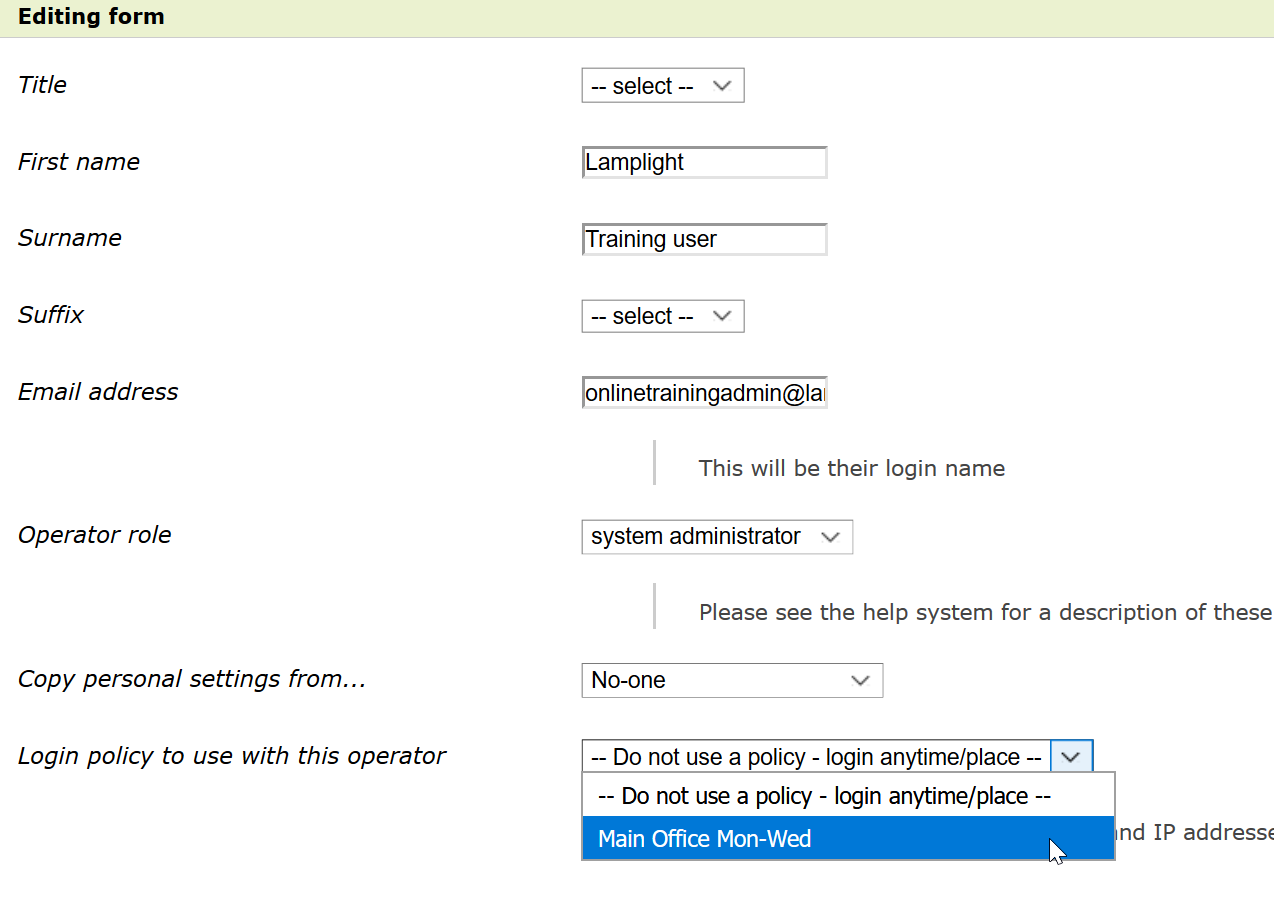 Editing form
Title -- select --
First name Lamplight
Surname Training user
Suffix -- select --
Email address onlinetrainingadmin@la
This will be their login name
Operator role system administrator
Please see the help system for a description of these
Copy personal settings from... No-one
Login policy to use with this operator -- Do not use a policy - login anytime/place --
-- Do not use a policy - login anytime/place --
Main Office Mon-Wed
IP